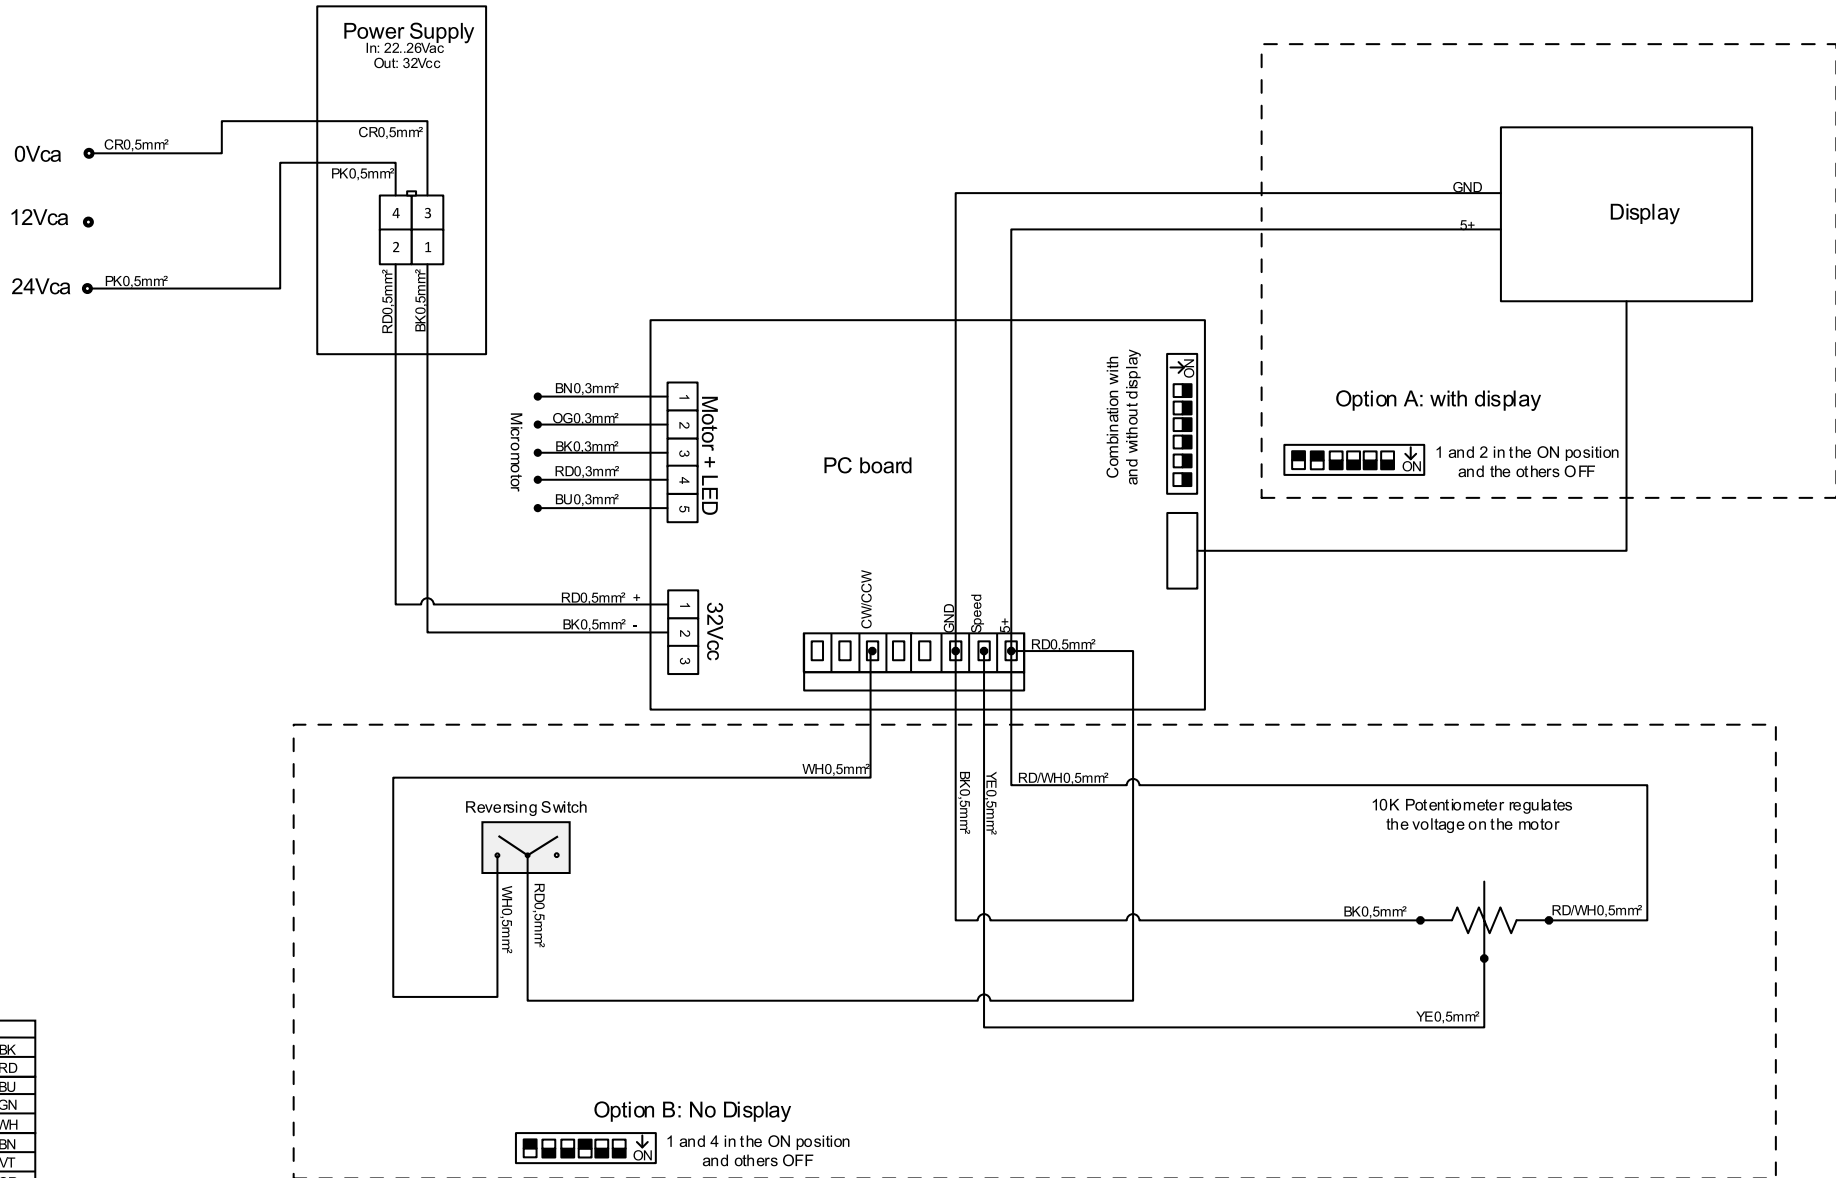 Power Supply
In: 22..26Vac
Out: 32Vcc
0Vca
CR0,5mm²
CR0,5mm²
PK0,5mm²
12Vca
24Vca
PK0,5mm²
4
3
2
1
RD0,5mm²
BK0,5mm²
GND
5+
Display
Option A: with display
ON
1 and 2 in the ON position
and the others OFF
BN0,3mm²
OG0,3mm²
BK0,3mm²
RD0,3mm²
BU0,3mm²
Micromotor
1
2
3
4
5
Motor + LED
PC board
Combination with
and without display
ON
RD0,5mm² +
BK0,5mm² -
1
2
3
32Vcc
CW/CCW
GND
Speed
5+
RD0,5mm²
WH0,5mm²
BK0,5mm²
YE0,5mm²
RD/WH0,5mm²
Reversing Switch
WH0,5mm²
RD0,5mm²
10K Potentiometer regulates
the voltage on the motor
BK0,5mm²
RD/WH0,5mm²
YE0,5mm²
Option B: No Display
ON
1 and 4 in the ON position
and others OFF
BK
RD
BU
GN
WH
BN
VT